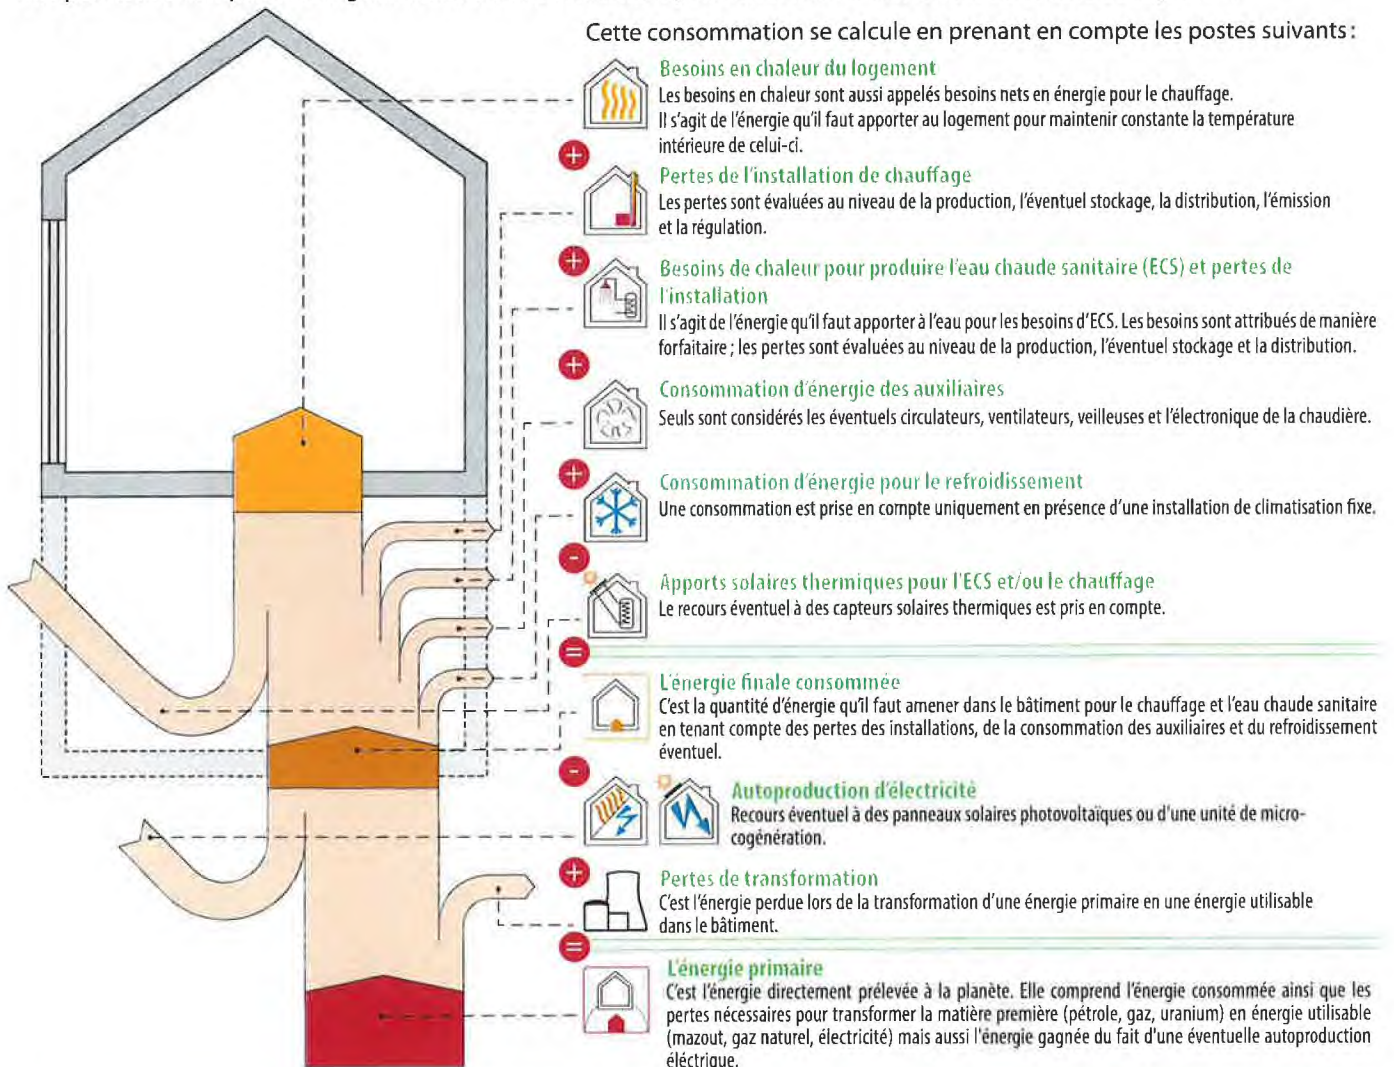 Cette consommation se calcule en prenant en compte les postes suivants :
Besoins en chaleur du logement
Les besoins en chaleur sont aussi appelés besoins nets en énergie pour le chauffage.
Il s'agit de l'énergie qu'il faut apporter au logement pour maintenir constante la température
intérieure de celui-ci.
+
Pertes de l'installation de chauffage
Les pertes sont évaluées au niveau de la production, l'éventuel stockage, la distribution, l'émission
et la régulation.
+
Besoins de chaleur pour produire l'eau chaude sanitaire (ECS) et pertes de
l'installation
Il s'agit de l'énergie qu'il faut apporter à l'eau pour les besoins d'ECS. Les besoins sont attribués de manière
forfaitaire ; les pertes sont évaluées au niveau de la production, l'éventuel stockage et la distribution.
+
Consommation d'énergie des auxiliaires
Seuls sont considérés les éventuels circulateurs, ventilateurs, veilleuses et l'électronique de la chaudière.
+
Consommation d'énergie pour le refroidissement
Une consommation est prise en compte uniquement en présence d'une installation de climatisation fixe.
-
Apports solaires thermiques pour l'ECS et/ou le chauffage
Le recours éventuel à des capteurs solaires thermiques est pris en compte.
=
L'énergie finale consommée
C'est la quantité d'énergie qu'il faut amener dans le bâtiment pour le chauffage et l'eau chaude sanitaire
en tenant compte des pertes des installations, de la consommation des auxiliaires et du refroidissement
éventuel.
-
Autoproduction d'électricité
Recours éventuel à des panneaux solaires photovoltaïques ou d'une unité de micro-
cogénération.
+
Pertes de transformation
C'est l'énergie perdue lors de la transformation d'une énergie primaire en une énergie utilisable
dans le bâtiment.
=
L'énergie primaire
C'est l'énergie directement prélevée à la planète. Elle comprend l'énergie consommée ainsi que les
pertes nécessaires pour transformer la matière première (pétrole, gaz, uranium) en énergie utilisable
(mazout, gaz naturel, électricité) mais aussi l'énergie gagnée du fait d'une éventuelle autoproduction
éléctrique.